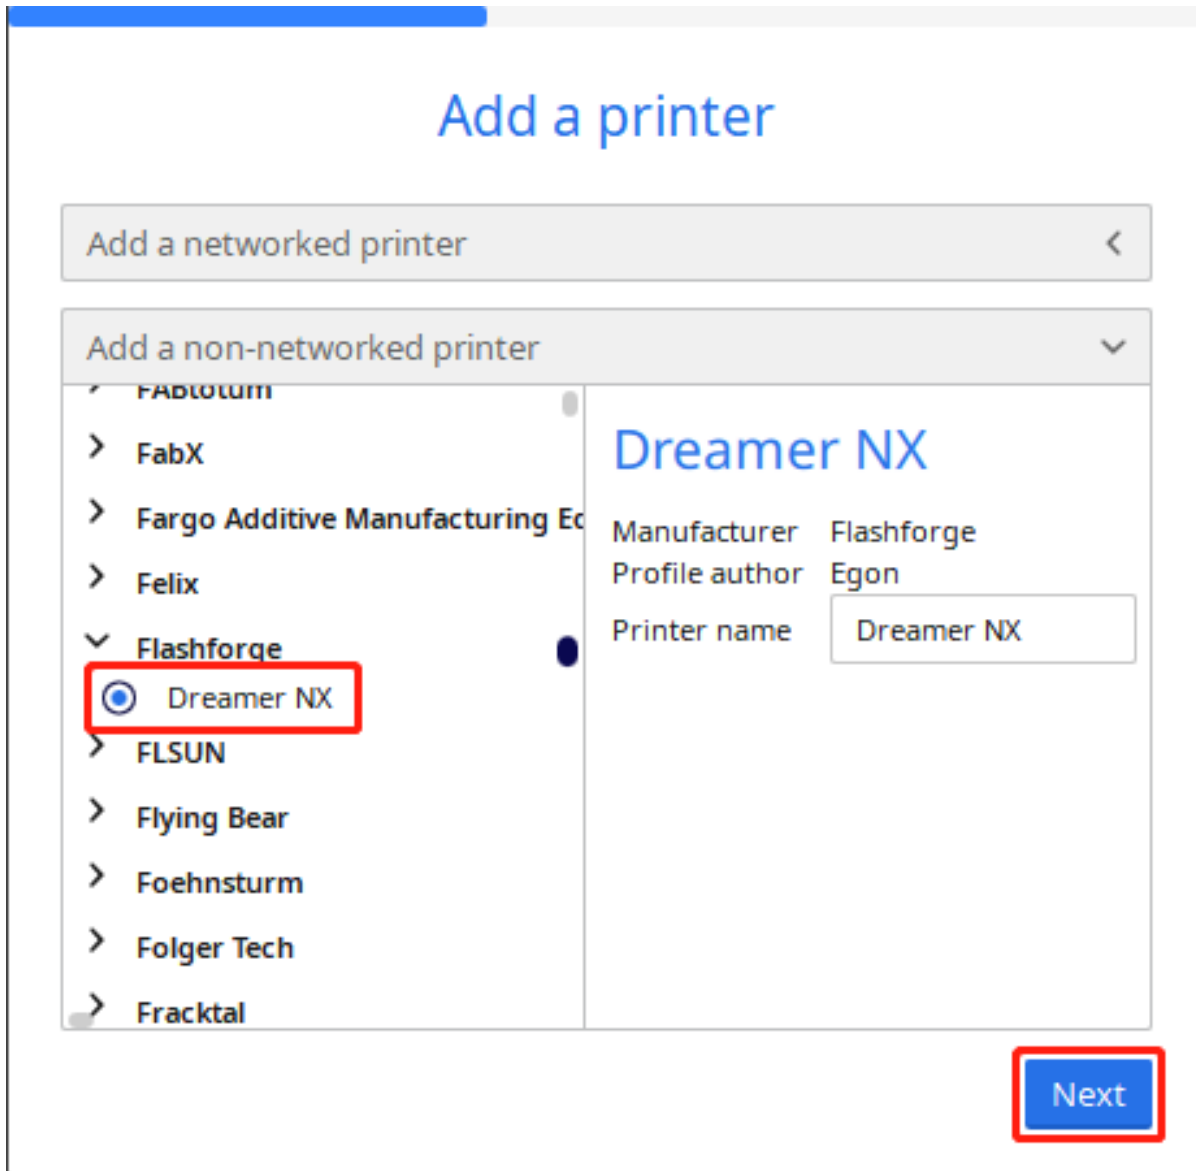 Add a printer
Add a networked printer
Add a non-networked printer
FABtotum
FabX
Fargo Additive Manufacturing
Felix
Flashforge
Dreamer NX
FLSUN
Flying Bear
Foehnsturm
Folger Tech
Fracktal
Dreamer NX
Manufacturer Flashforge
Profile author Egon
Printer name Dreamer NX
Next